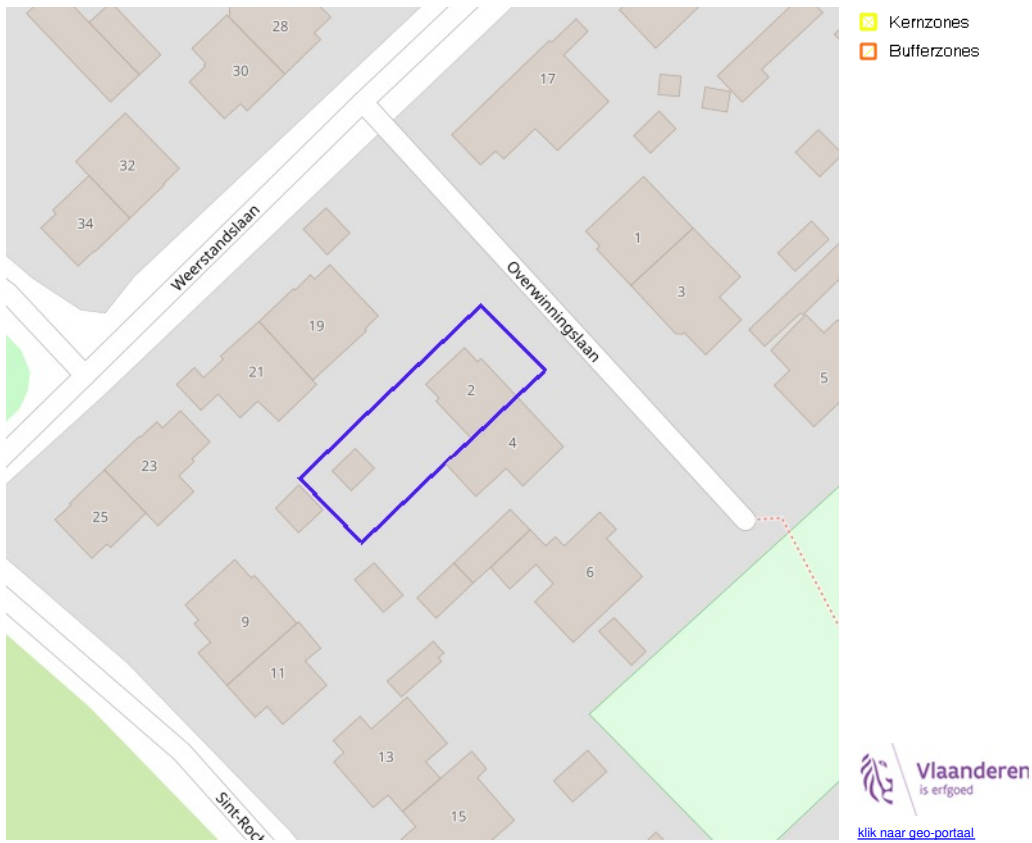 28
30
17
32
34
Weerstandslaan
Overwinningslaan
1
3
19
21
2
5
4
23
25
6
9
11
13
15
Sint-Roch
Kernzones
Bufferzones
Vlaanderen
is erfgoed
klik naar geo-portaal